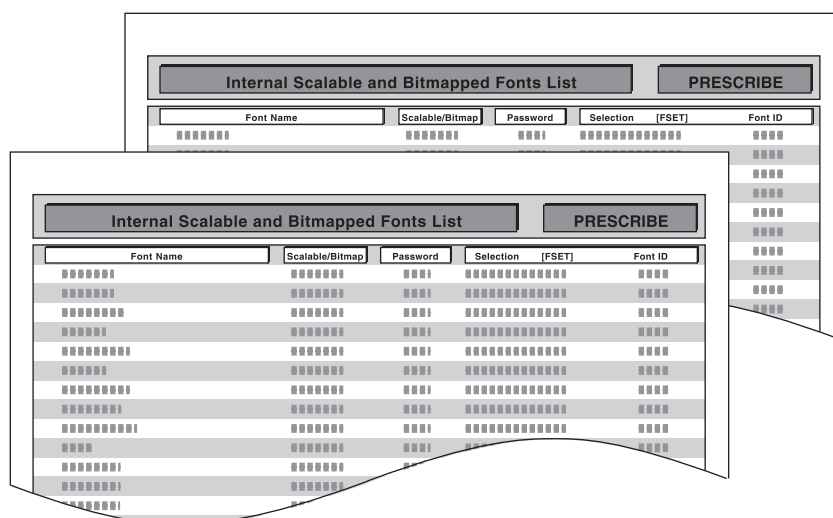 Internal Scalable and Bitmapped Fonts List PRESCRIBE
Font Name Scalable/Bitmap Password Selection [FSET] Font ID
Internal Scalable and Bitmapped Fonts List PRESCRIBE
Font Name Scalable/Bitmap Password Selection [FSET] Font ID